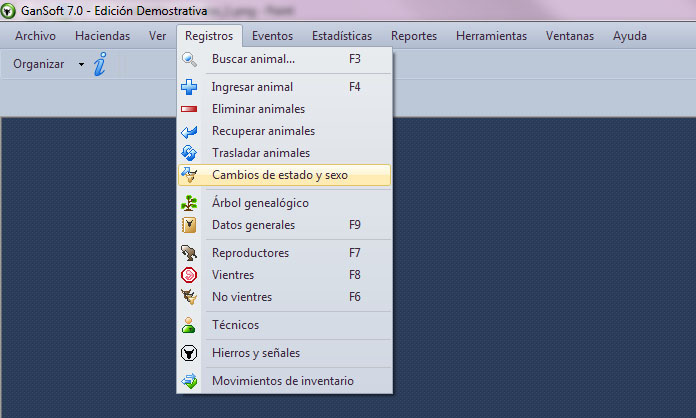 GanSoft 7.0 - Edición Demostrativa
Archivo Haciendas Ver Registros Eventos Estadísticas Reportes Herramientas Ventanas Ayuda
Organizar
Buscar animal... F3
Ingresar animal F4
Eliminar animales
Recuperar animales
Trasladar animales
Cambios de estado y sexo
Árbol genealógico
Datos generales F9
Reproductores F7
Vientres F8
No vientres F6
Técnicos
Hierros y señales
Movimientos de inventario